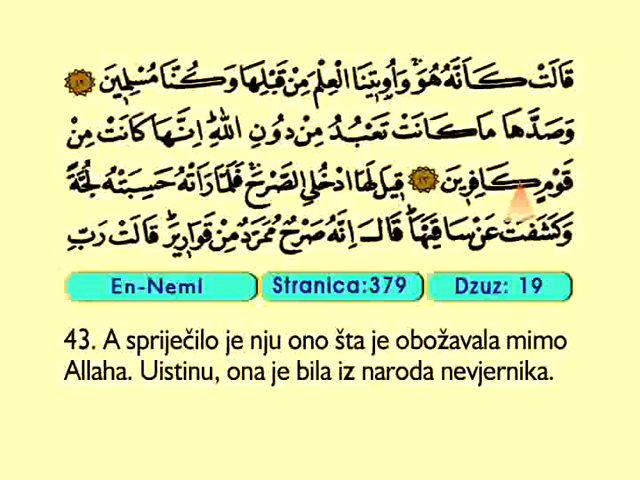 قَالَتْ كَاَنَّهُ هُوَۚ وَاُو۫ت۪ينَا الْعِلْمَ مِنْ قَبْلِهَا وَكُنَّا مُسْلِم۪ينَ ﴿٤٢﴾
وَصَدَّهَا مَا كَانَتْ تَعْبُدُ مِنْ دُونِ اللّٰهِۜ اِنَّهَا كَانَتْ مِنْ
قَوْمٍ كَافِر۪ينَ ﴿٤٣﴾ ق۪يلَ لَهَا ادْخُلِي الصَّرْحَۚ فَلَمَّا رَاَتْهُ حَسِبَتْهُ لُجَّةً
وَكَشَفَتْ عَنْ سَاقَيْهَاۜ قَالَ اِنَّهُ صَرْحٌ مُمَرَّدٌ مِنْ قَوَار۪يرَۜ قَالَتْ رَبِّ
En-Neml Stranica:379 Dzuz: 19
43. A spriječilo je nju ono šta je obožavala mimo
Allaha. Uistinu, ona je bila iz naroda nevjernika.